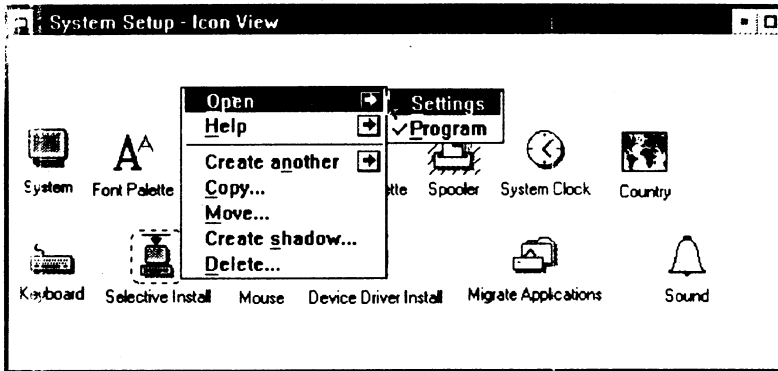 System Setup - Icon View
Open
Settings
Help
Program
Create another
Copy...
Move...
Create shadow...
Delete...
System
Font Palette
tte
Spooler
System Clock
Country
Keyboard
Selective Install
Mouse
Device Driver Install
Migrate Applications
Sound